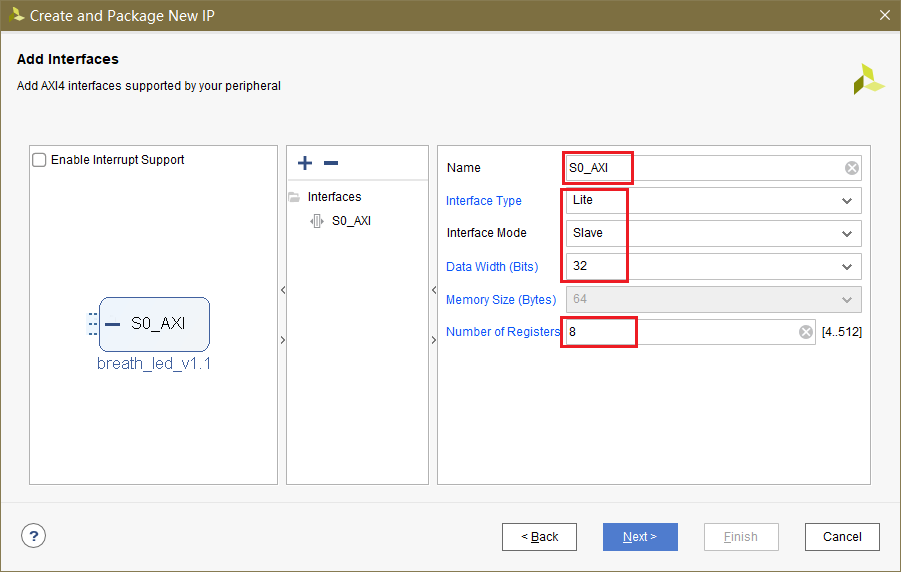 Create and Package New IP
Add Interfaces
Add AXI4 interfaces supported by your peripheral
Enable Interrupt Support
S0_AXI
breath_led_v1.1
Interfaces
S0_AXI
Name S0_AXI
Interface Type Lite
Interface Mode Slave
Data Width (Bits) 32
Memory Size (Bytes) 64
Number of Registers 8 [4..512]
? < Back Next > Finish Cancel